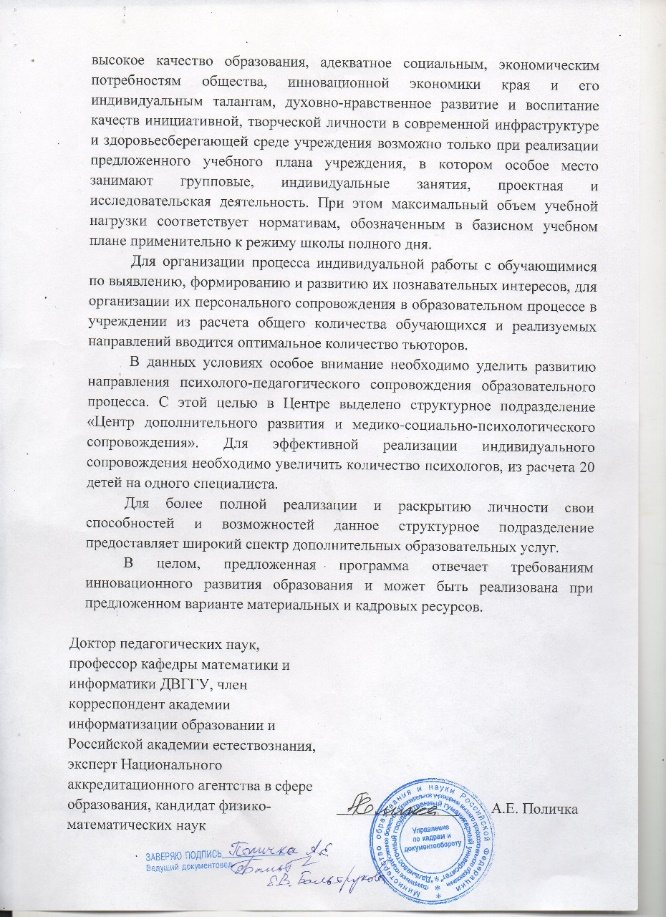 высокое качество образования, адекватное социальным, экономическим
потребностям общества, инновационной экономики края и его
индивидуальным талантам, духовно-нравственное развитие и воспитание
качеств инициативной, творческой личности в современной инфраструктуре
и здоровьесберегающей среде учреждения возможно только при реализации
предложенного учебного плана учреждения, в котором особое место
занимают групповые, индивидуальные занятия, проектная и
исследовательская деятельность. При этом максимальный объем учебной
нагрузки соответствует нормативам, обозначенным в базисном учебном
плане применительно к режиму школы полного дня.
Для организации процесса индивидуальной работы с обучающимися
по выявлению, формированию и развитию их познавательных интересов, для
организации их персонального сопровождения в образовательном процессе в
учреждении из расчета общего количества обучающихся и реализуемых
направлений вводится оптимальное количество тьюторов.
В данных условиях особое внимание необходимо уделить развитию
направления психолого-педагогического сопровождения образовательного
процесса. С этой целью в Центре выделено структурное подразделение
«Центр дополнительного развития и медико-социально-психологического
сопровождения». Для эффективной реализации индивидуального
сопровождения необходимо увеличить количество психологов, из расчета 20
детей на одного специалиста.
Для более полной реализации и раскрытию личности свои
способностей и возможностей данное структурное подразделение
предоставляет широкий спектр дополнительных образовательных услуг.
В целом, предложенная программа отвечает требованиям
инновационного развития образования и может быть реализована при
предложенном варианте материальных и кадровых ресурсов.
Доктор педагогических наук,
профессор кафедры математики и
информатики ДВГГУ, член
корреспондент академии
информатизации образовании и
Российской академии естествознания,
эксперт Национального
аккредитационного агентства в сфере
образования, кандидат физико-
математических наук
А.Е. Поличка
Министерство образования и науки Российской Федерации
Управление
по кадрам и
документообороту
ЗАВЕРЯЮ ПОДПИСЬ Поличка А.Е.
Ведущий документовед